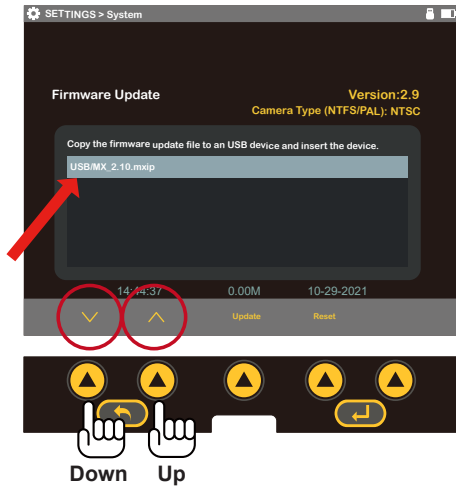 SETTINGS > System
Firmware Update
Version:2.9
Camera Type (NTFS/PAL): NTSC
Copy the firmware update file to an USB device and insert the device.
USB/MX_2.10.mxip
14:44:37 0.00M 10-29-2021
Update Reset
Down Up